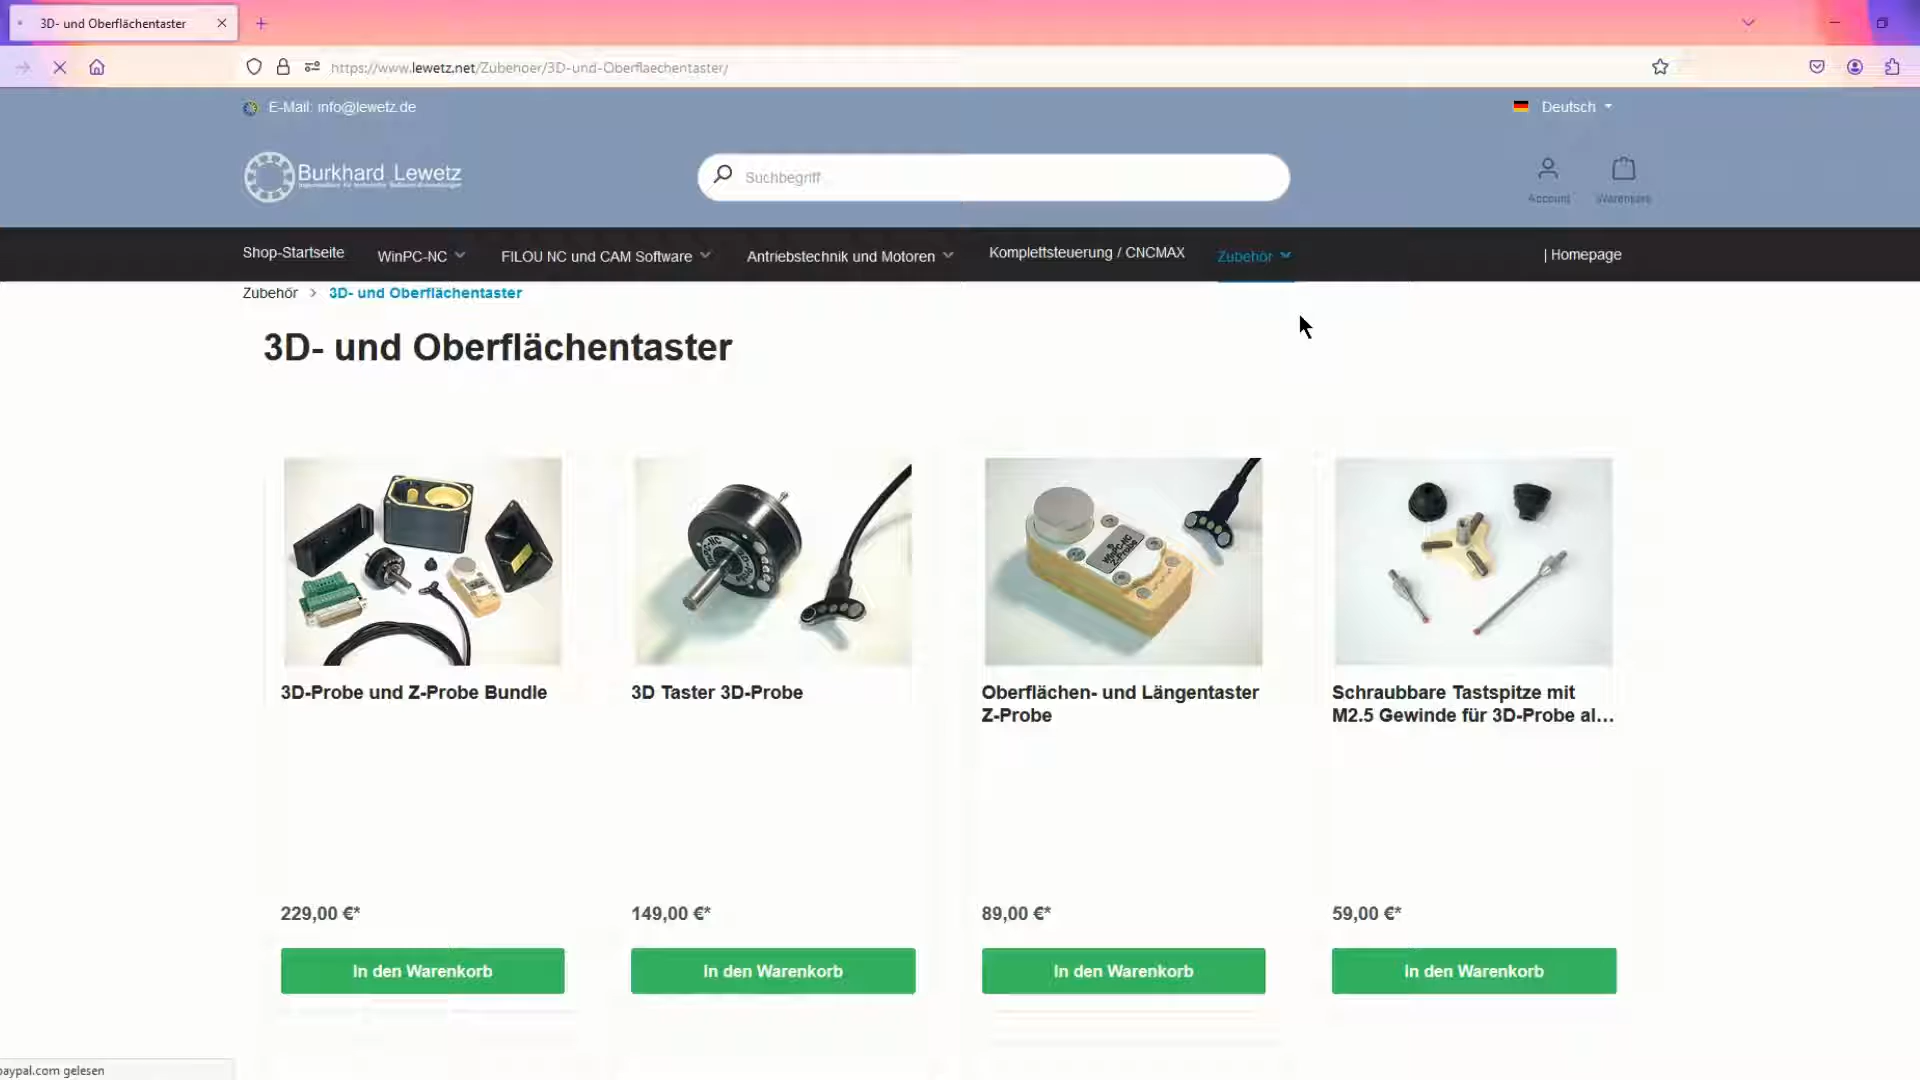 3D- und Oberflächentaster
https://www.lewetz.net/Zubehoer/3D-und-Oberflaechentaster/
E-Mail: info@lewetz.de
Deutsch
Burkhard Lewetz
Suchbegriff
Account
Warenkorb
Shop-Startseite
WinPC-NC
FILOU NC und CAM Software
Antriebstechnik und Motoren
Komplettsteuerung / CNCMAX
Zubehör
| Homepage
Zubehör > 3D- und Oberflächentaster
3D- und Oberflächentaster
WinPC-NC
Z-Probe
3D-Probe und Z-Probe Bundle
3D Taster 3D-Probe
Oberflächen- und Längentaster
Z-Probe
Schraubbare Tastspitze mit
M2.5 Gewinde für 3D-Probe al...
229,00 €*
149,00 €*
89,00 €*
59,00 €*
In den Warenkorb
In den Warenkorb
In den Warenkorb
In den Warenkorb
paypal.com gelesen